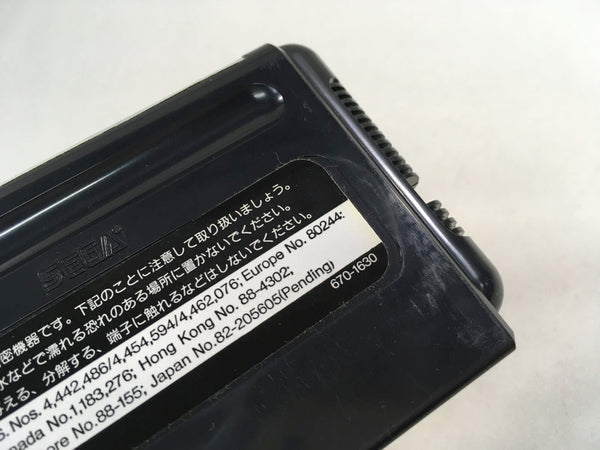 SEGA
密機器です。下記のことに注意して取り扱いましょう。
水などで濡れる恐れのある場所に置かないでください。
える、分解する、端子に触れるなどはしないでください。
S. Nos. 4,442,486/4,454,594/4,462,076; Europe No. 80244;
nada No.1,183,276; Hong Kong No. 88-4302;
ore No.88-155; Japan No.82-205605(Pending)
670-1630